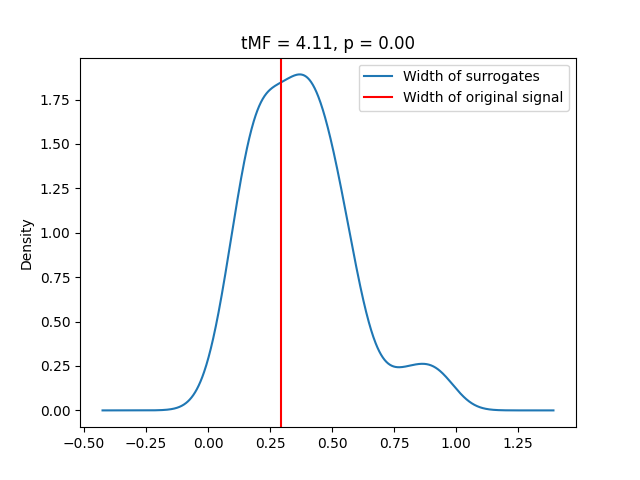 tMF = 4.11, p = 0.00
Width of surrogates
Width of original signal
Density
1.75
1.50
1.25
1.00
0.75
0.50
0.25
0.00
−0.50 −0.25 0.00 0.25 0.50 0.75 1.00 1.25